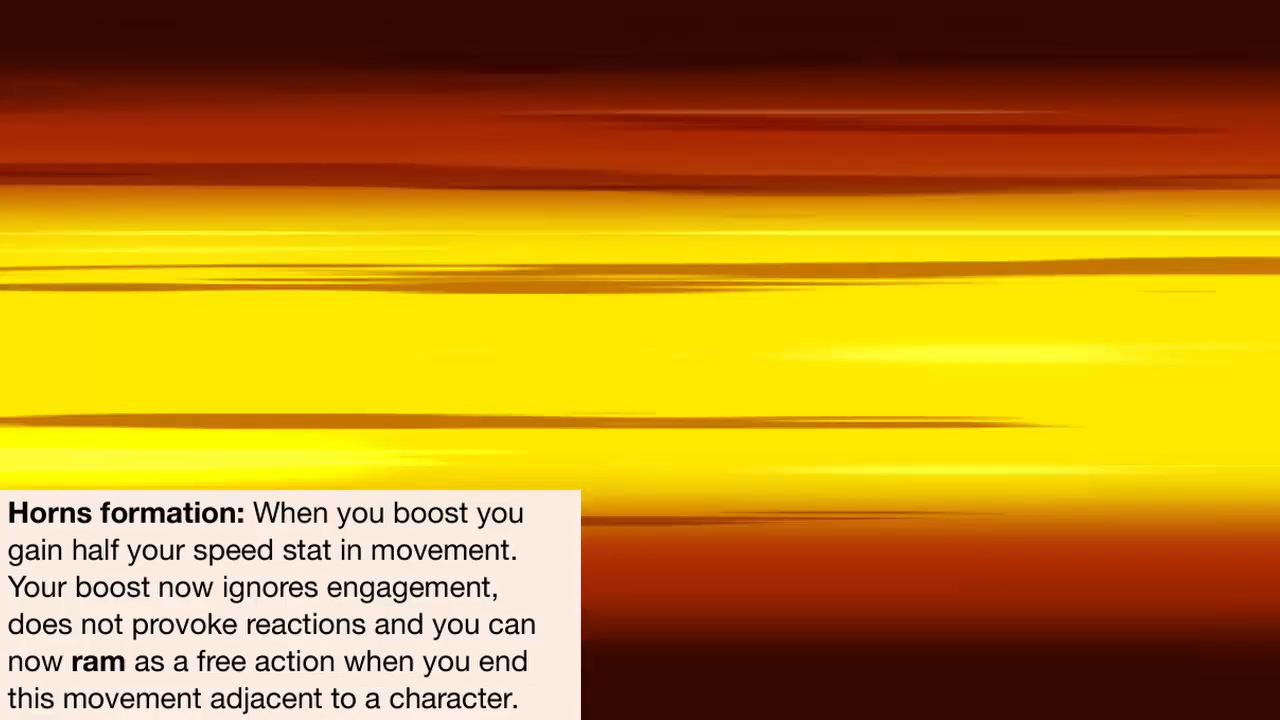 Horns formation: When you boost you
gain half your speed stat in movement.
Your boost now ignores engagement,
does not provoke reactions and you can
now ram as a free action when you end
this movement adjacent to a character.